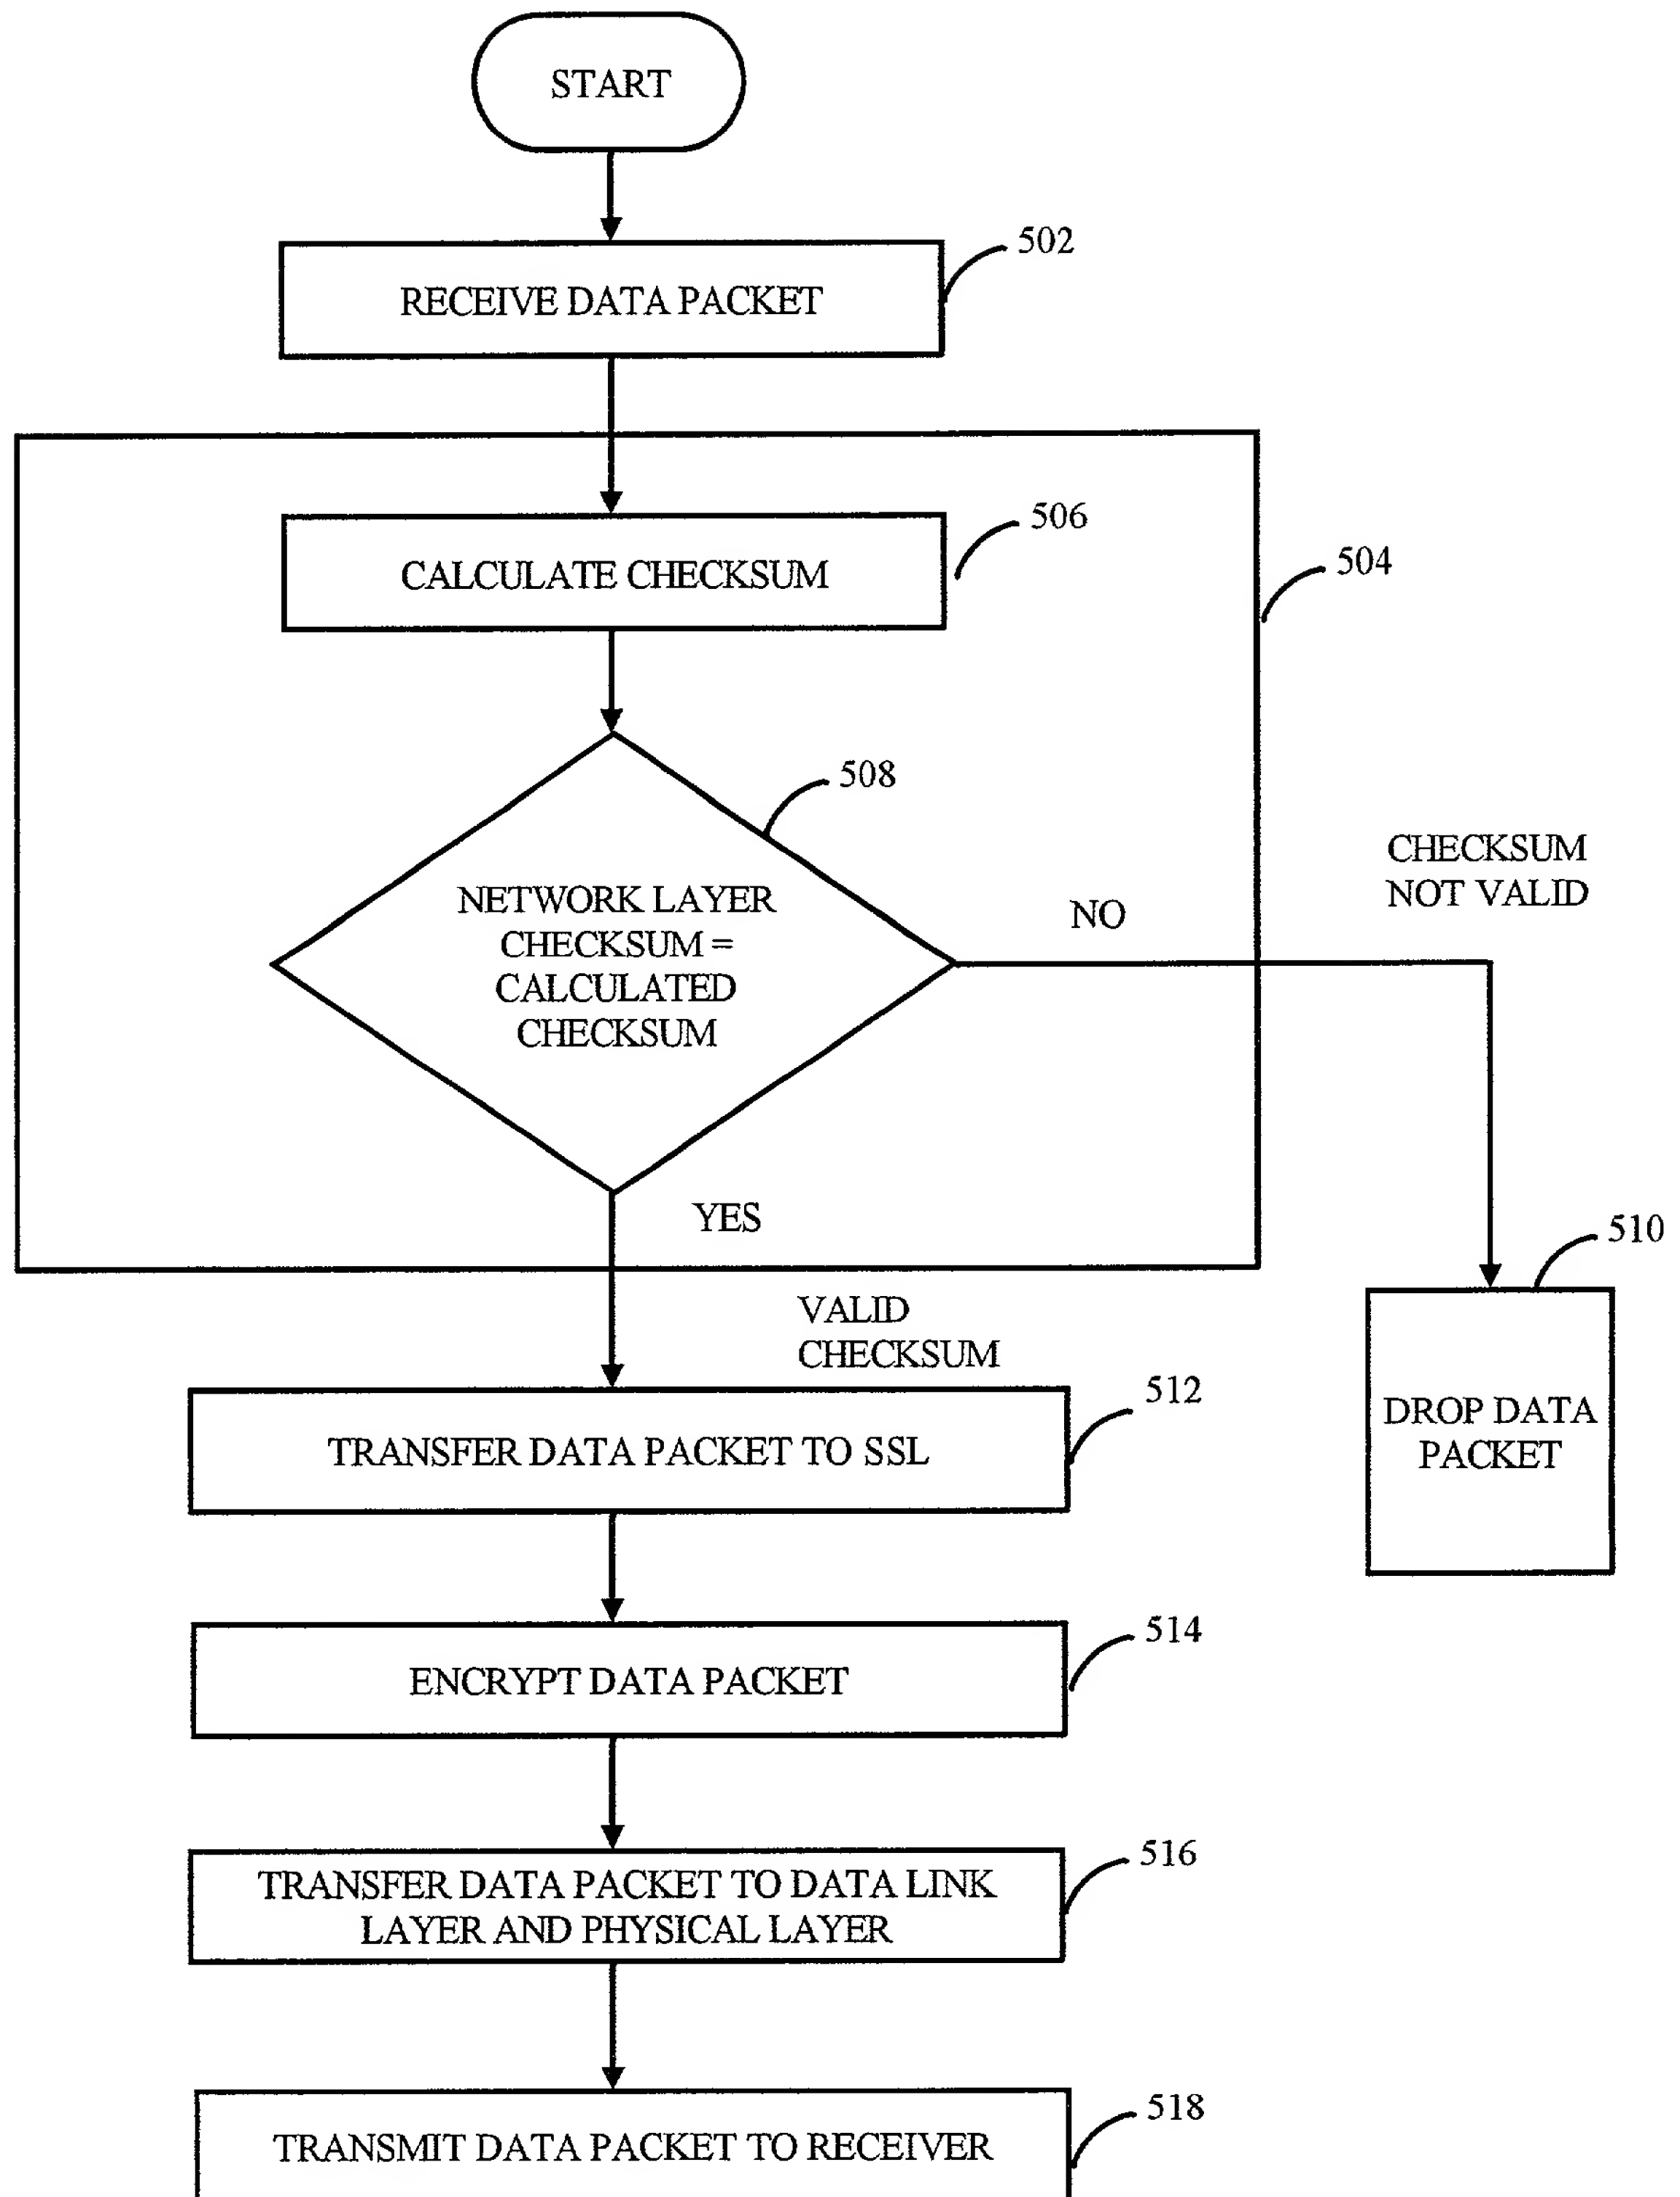 START
502
RECEIVE DATA PACKET
506
CALCULATE CHECKSUM
504
508
NETWORK LAYER
CHECKSUM =
CALCULATED
CHECKSUM
NO
CHECKSUM
NOT VALID
YES
510
VALID
CHECKSUM
DROP DATA
PACKET
512
TRANSFER DATA PACKET TO SSL
514
ENCRYPT DATA PACKET
516
TRANSFER DATA PACKET TO DATA LINK
LAYER AND PHYSICAL LAYER
518
TRANSMIT DATA PACKET TO RECEIVER